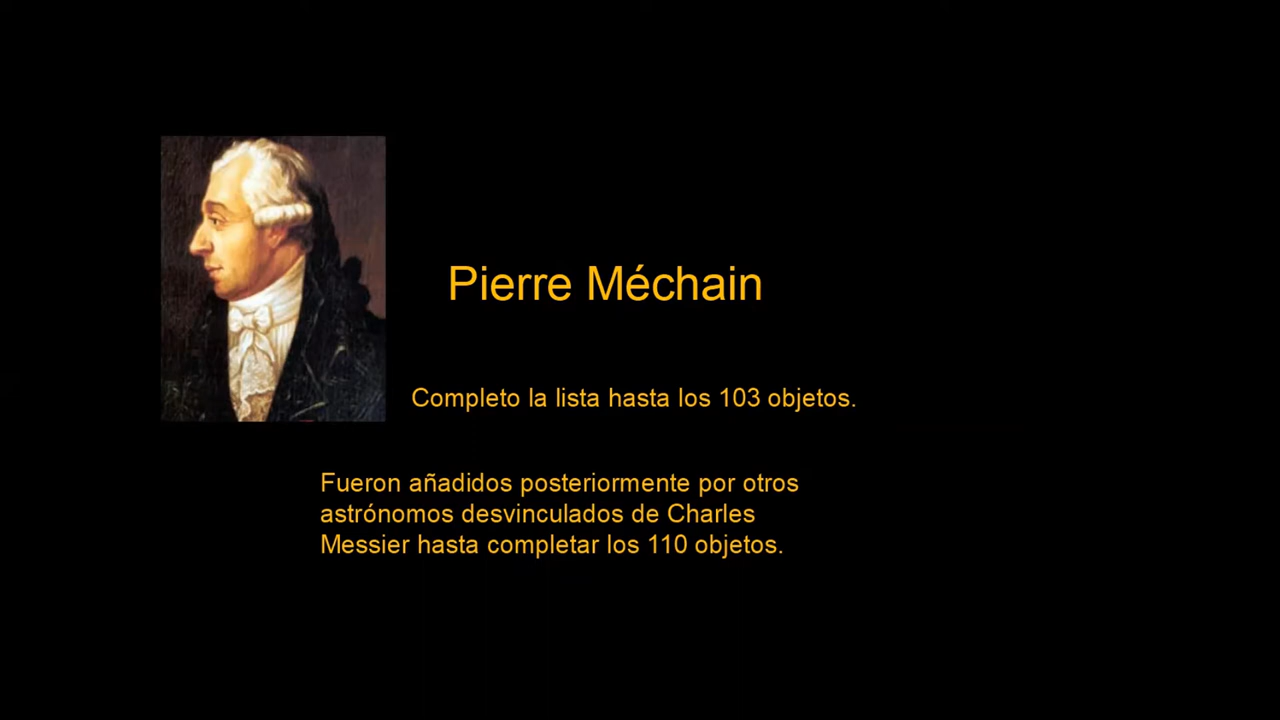 Pierre Méchain
Completo la lista hasta los 103 objetos.
Fueron añadidos posteriormente por otros
astrónomos desvinculados de Charles
Messier hasta completar los 110 objetos.